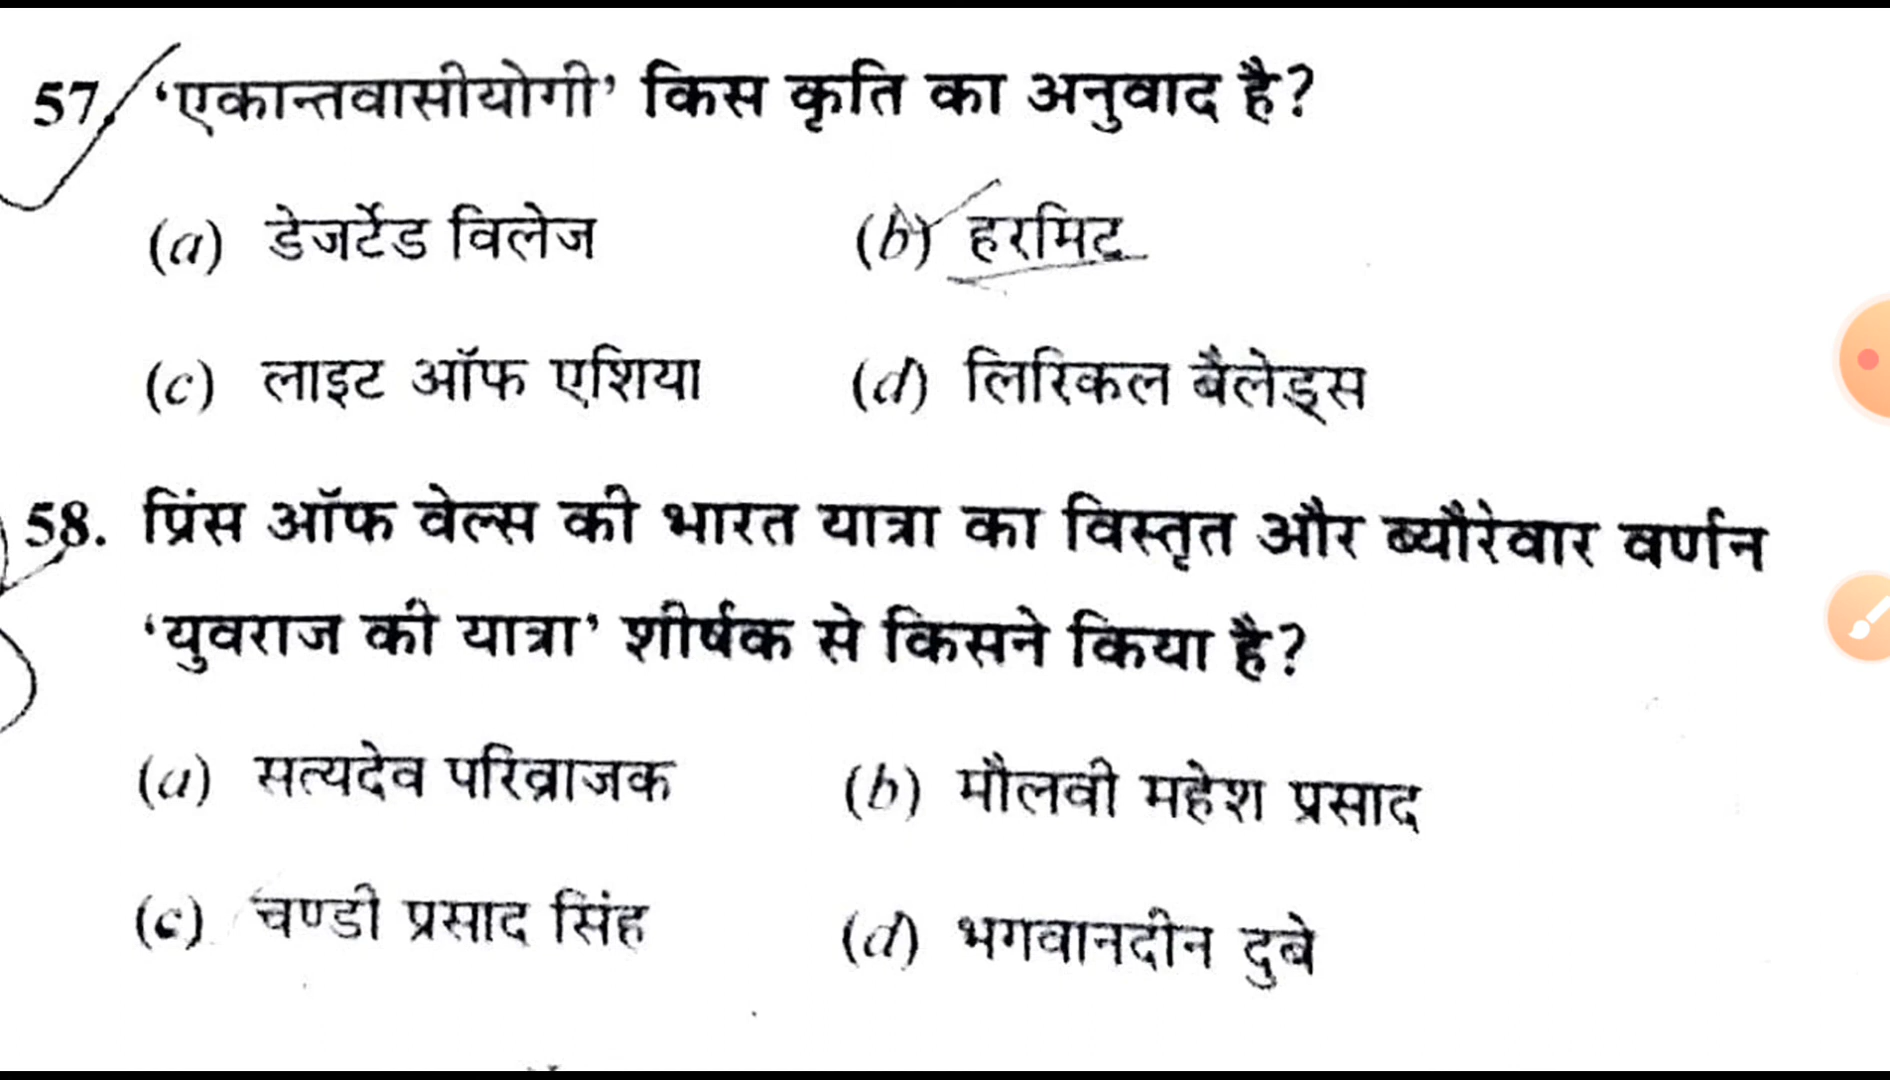 57. ‘एकान्तवासीयोगी’ किस कृति का अनुवाद है?
(a) डेजर्टेड विलेज (b) हरमिट
(c) लाइट ऑफ एशिया (d) लिरिकल बैलेड्स
58. प्रिंस ऑफ वेल्स की भारत यात्रा का विस्तृत और ब्यौरेवार वर्णन
‘युवराज की यात्रा’ शीर्षक से किसने किया है?
(a) सत्यदेव परिव्राजक (b) मौलवी महेश प्रसाद
(c) चण्डी प्रसाद सिंह (d) भगवानदीन दुबे